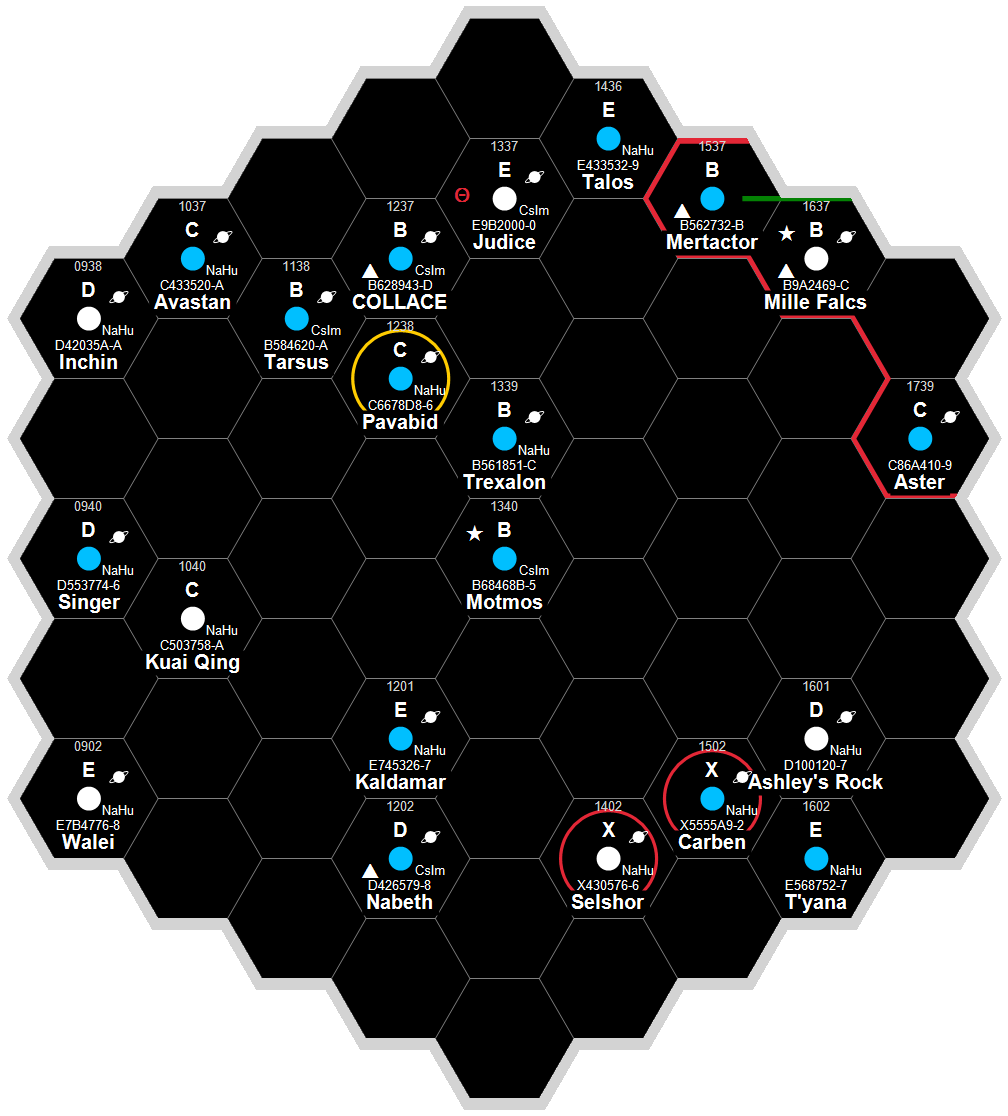 1436
E
NaHu
E433532-9
Talos
1337
E
Θ
CsIm
E9B2000-0
Judice
1537
B
B562732-B
Mertactor
1037
C
NaHu
C433520-A
Avastan
1237
B
CsIm
B628943-D
COLLACE
1637
B
B9A2469-C
Mille Falcs
0938
D
NaHu
D42035A-A
Inchin
1138
B
CsIm
B584620-A
Tarsus
1238
C
NaHu
C6678D8-6
Pavabid
1339
B
NaHu
B561851-C
Trexalon
1739
C
C86A410-9
Aster
0940
D
NaHu
D553774-6
Singer
1340
B
CsIm
B68468B-5
Motmos
1040
C
NaHu
C503758-A
Kuai Qing
1201
E
NaHu
E745326-7
Kaldamar
1601
D
NaHu
D100120-7
Ashley's Rock
0902
E
NaHu
E7B4776-8
Walei
1502
X
NaHu
X5555A9-2
Carben
1202
D
CsIm
D426579-8
Nabeth
1402
X
NaHu
X430576-6
Selshor
1602
E
NaHu
E568752-7
T'yana